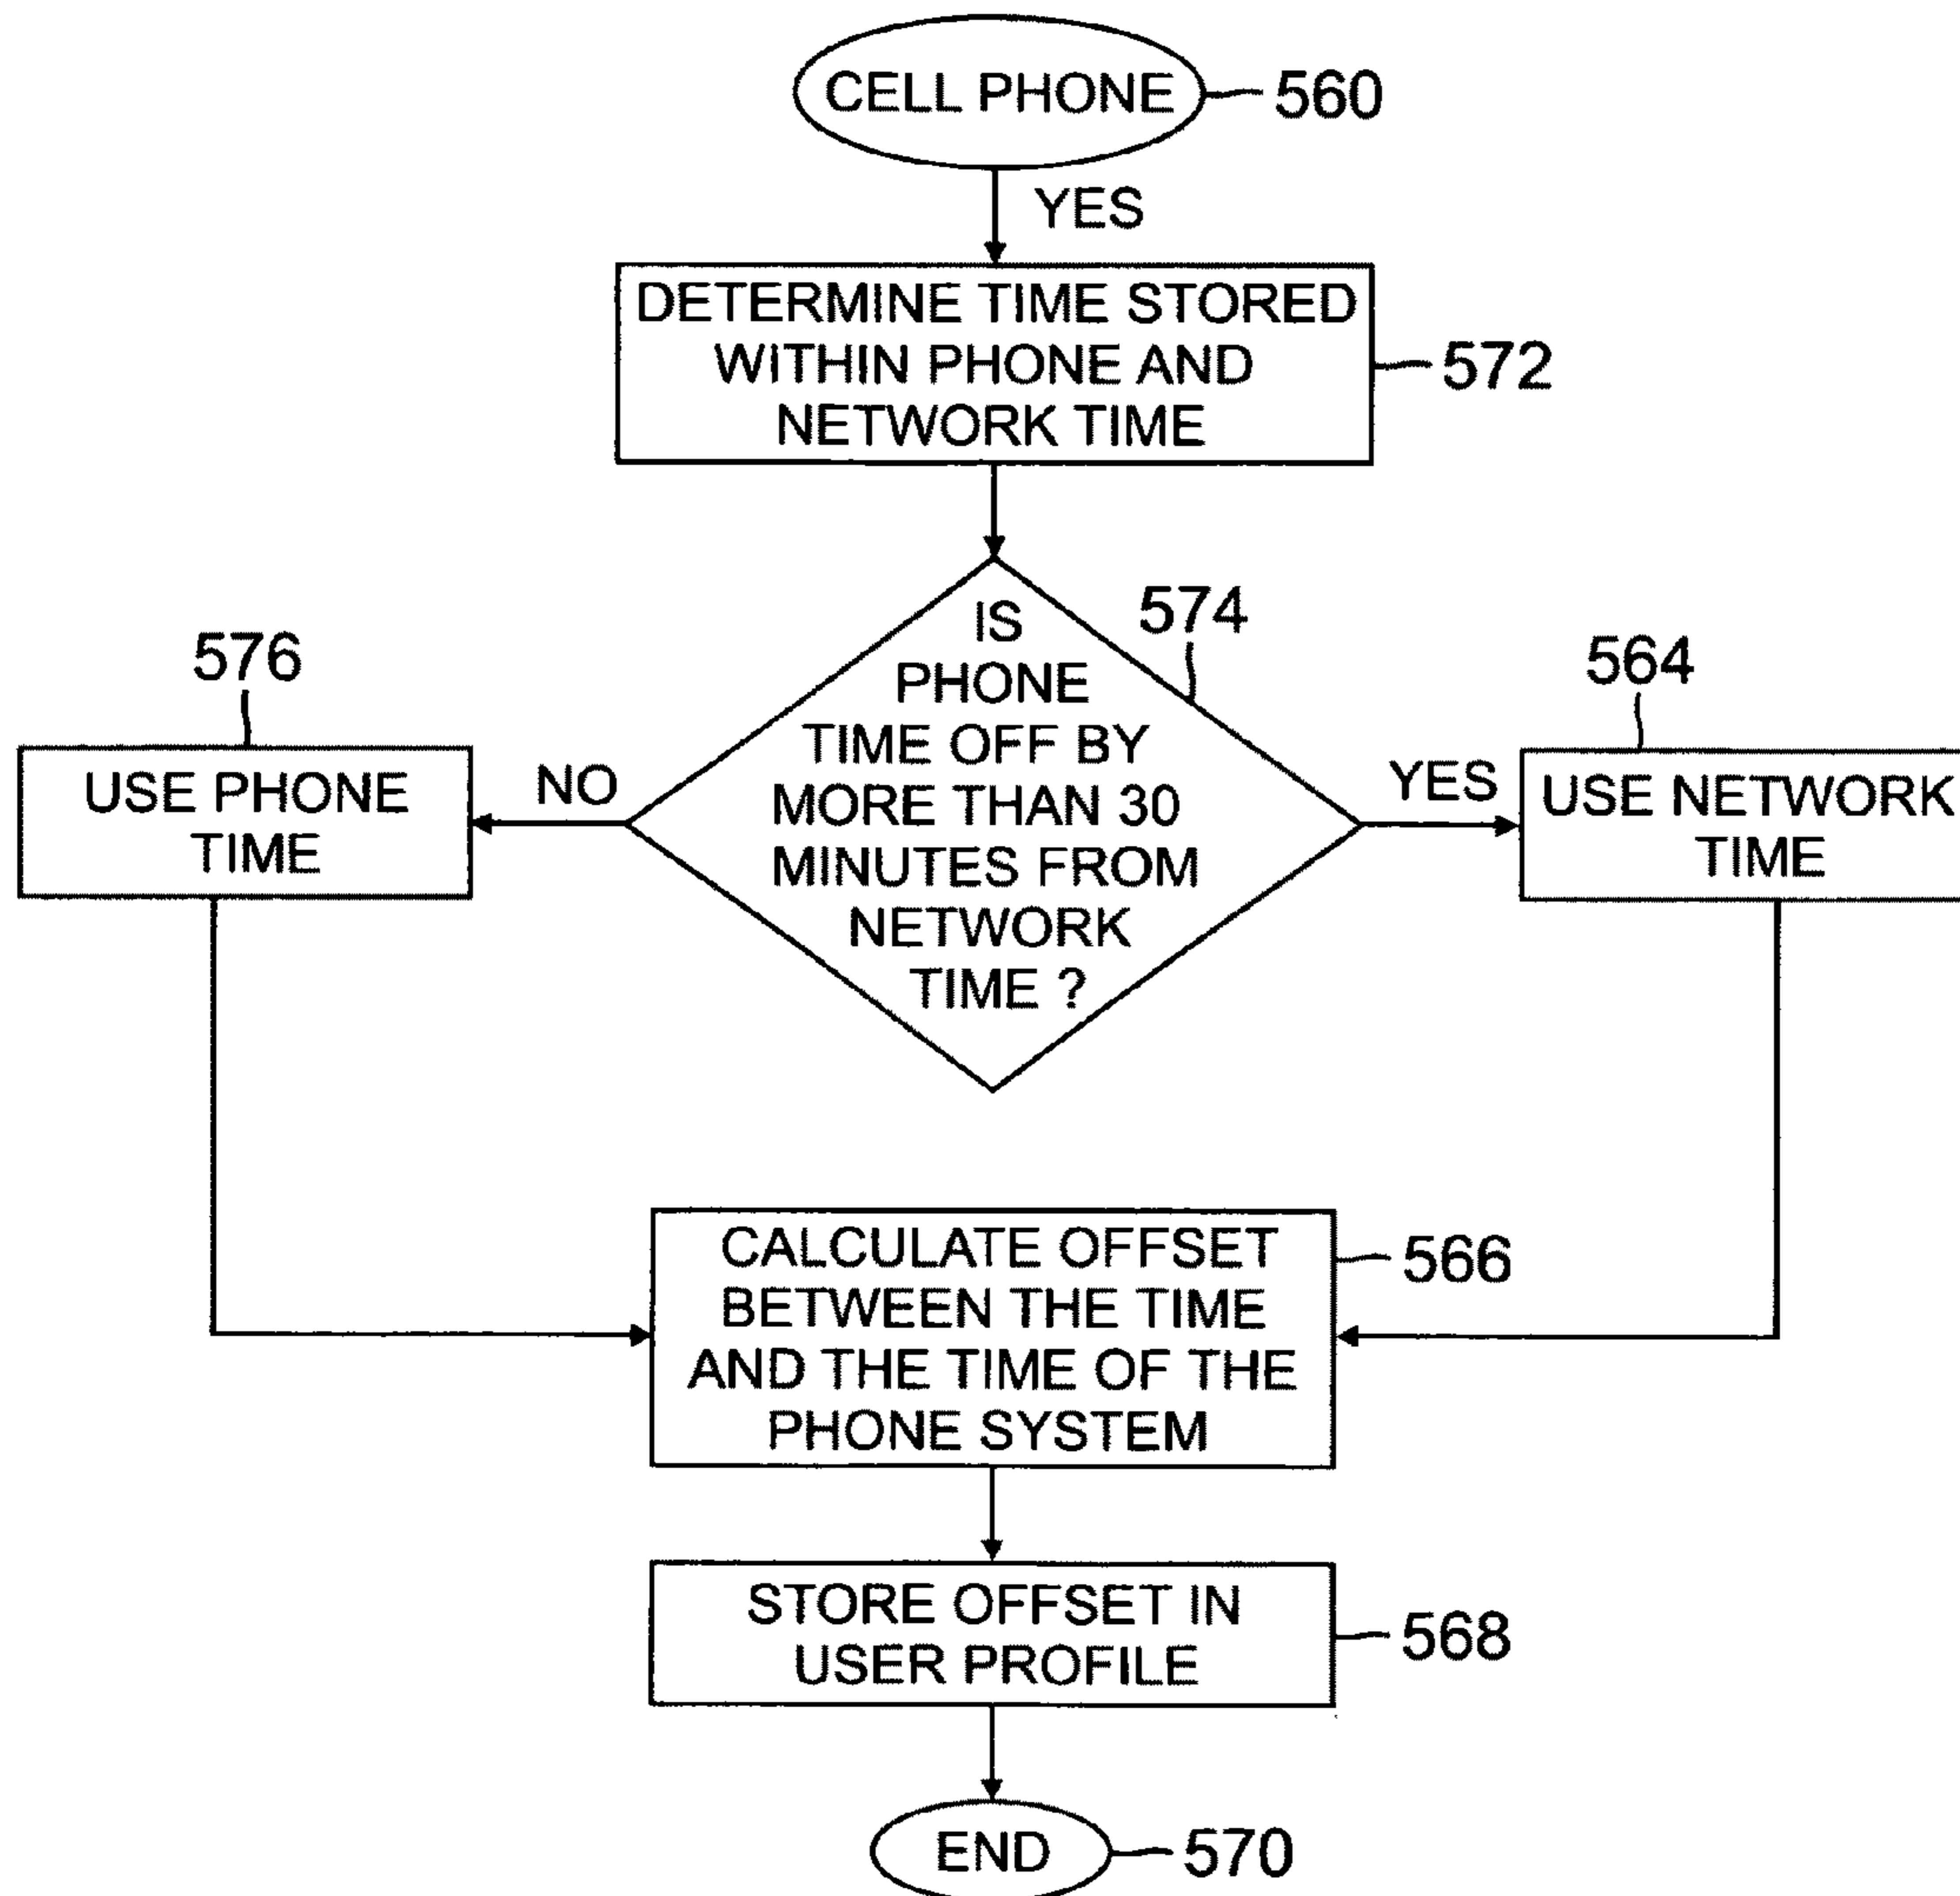 CELL PHONE
560
YES
DETERMINE TIME STORED
WITHIN PHONE AND
NETWORK TIME
572
IS
PHONE
TIME OFF BY
MORE THAN 30
MINUTES FROM
NETWORK
TIME ?
574
576
USE PHONE
TIME
NO
YES
564
USE NETWORK
TIME
CALCULATE OFFSET
BETWEEN THE TIME
AND THE TIME OF THE
PHONE SYSTEM
566
STORE OFFSET IN
USER PROFILE
568
END
570